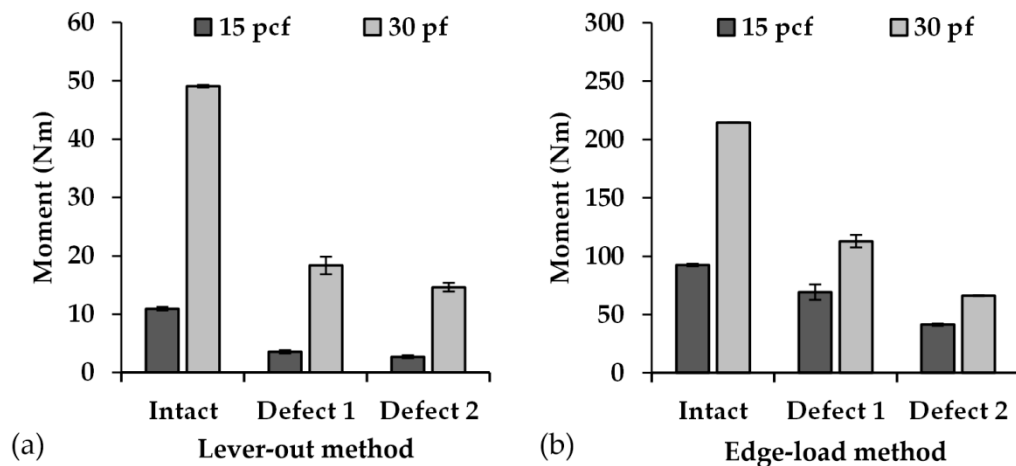 15 pcf 30 pf
60
50
40
30
20
10
0
Moment (Nm)
Intact Defect 1 Defect 2
(a) Lever-out method
15 pcf 30 pf
300
250
200
150
100
50
0
Moment (Nm)
Intact Defect 1 Defect 2
(b) Edge-load method